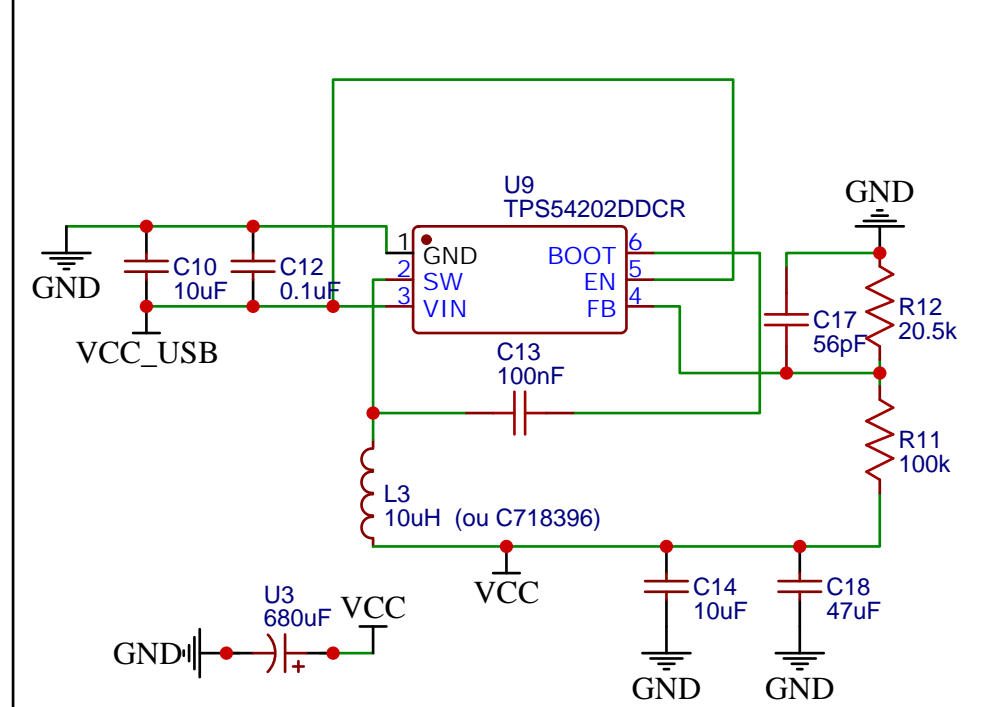 U9
TPS54202DDCR
GND
1
GND
BOOT
6
2
SW
EN
5
3
VIN
FB
4
GND
C10
10uF
C12
0.1uF
VCC_USB
C17
56pF
R12
20.5k
C13
100nF
R11
100k
L3
10uH (ou C718396)
VCC
C14
10uF
C18
47uF
U3
680uF
VCC
GND
+
GND
GND